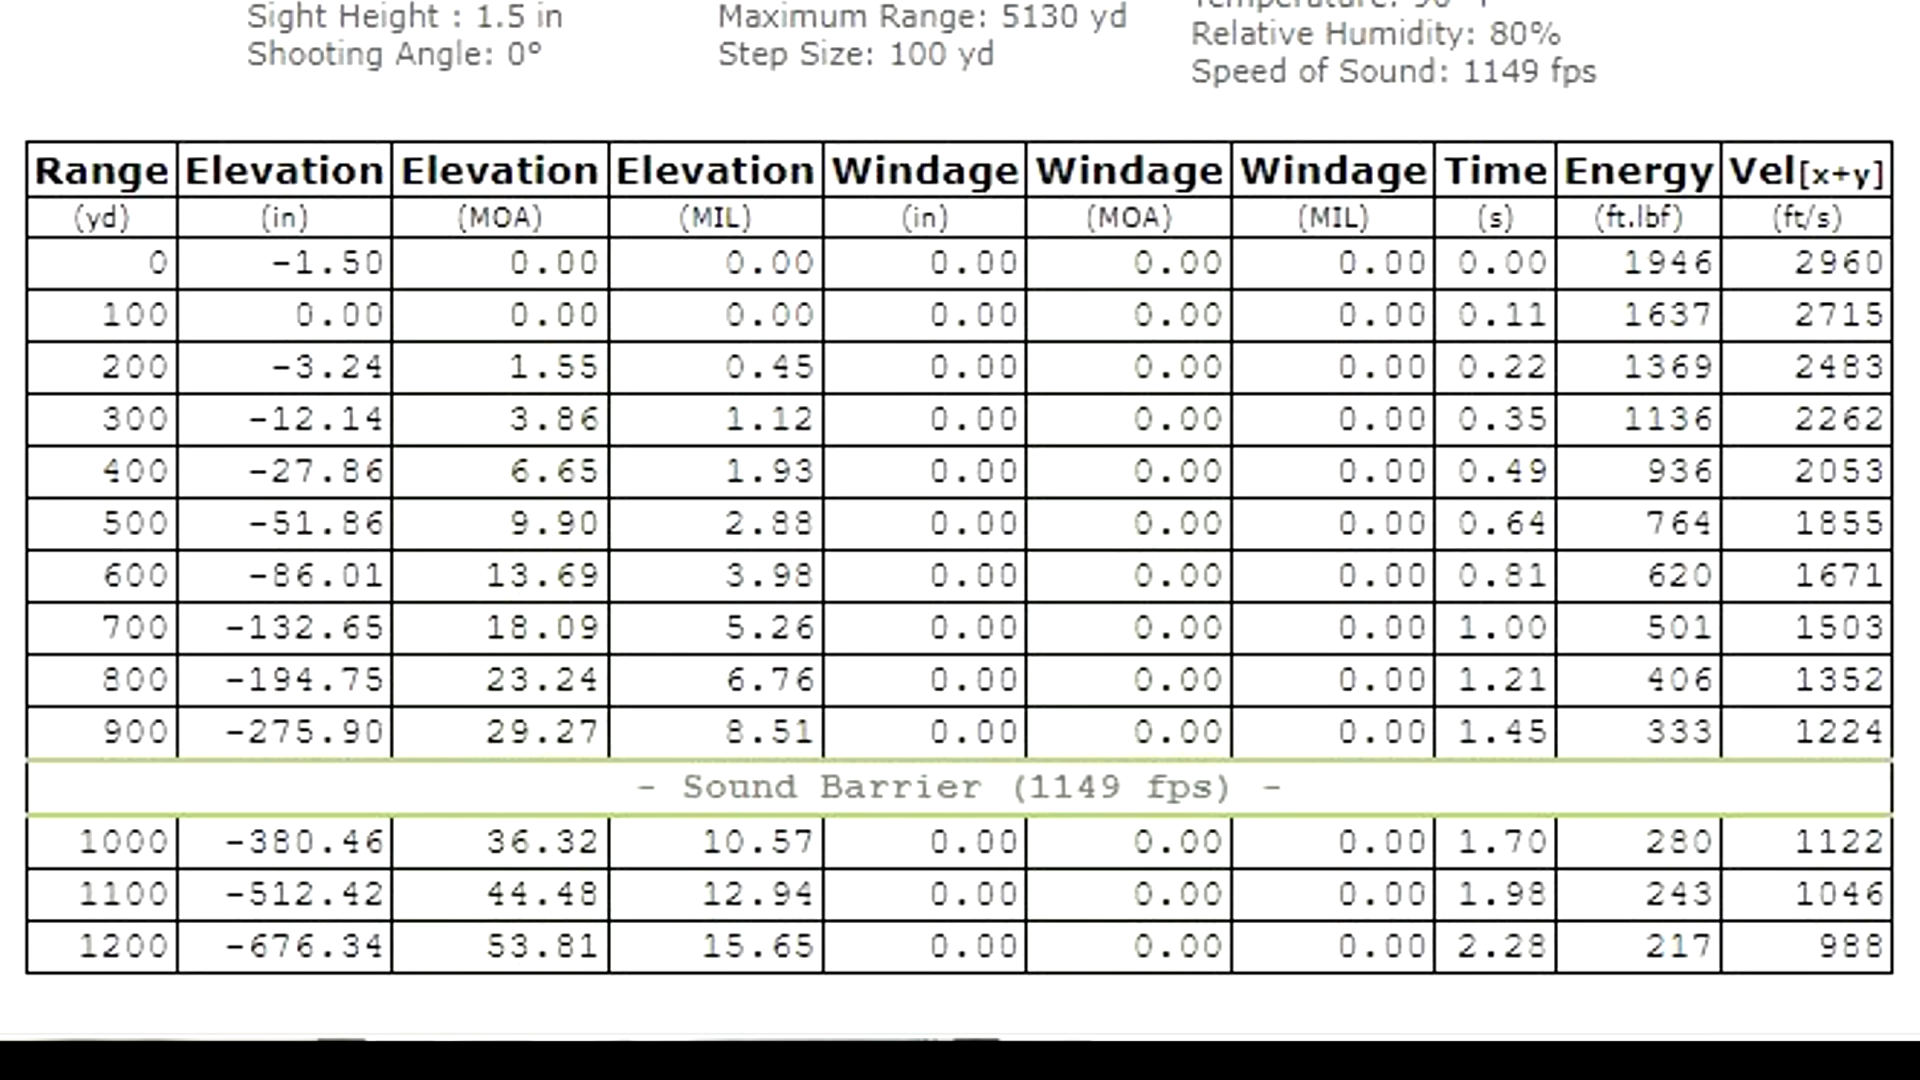 Sight Height : 1.5 in
Shooting Angle: 0°
Maximum Range: 5130 yd
Step Size: 100 yd
Relative Humidity: 80%
Speed of Sound: 1149 fps
Range Elevation Elevation Elevation Windage Windage Windage Time Energy Vel[x+y]
(yd) (in) (MOA) (MIL) (in) (MOA) (MIL) (s) (ft.lbf) (ft/s)
0 -1.50 0.00 0.00 0.00 0.00 0.00 0.00 1946 2960
100 0.00 0.00 0.00 0.00 0.00 0.00 0.11 1637 2715
200 -3.24 1.55 0.45 0.00 0.00 0.00 0.22 1369 2483
300 -12.14 3.86 1.12 0.00 0.00 0.00 0.35 1136 2262
400 -27.86 6.65 1.93 0.00 0.00 0.00 0.49 936 2053
500 -51.86 9.90 2.88 0.00 0.00 0.00 0.64 764 1855
600 -86.01 13.69 3.98 0.00 0.00 0.00 0.81 620 1671
700 -132.65 18.09 5.26 0.00 0.00 0.00 1.00 501 1503
800 -194.75 23.24 6.76 0.00 0.00 0.00 1.21 406 1352
900 -275.90 29.27 8.51 0.00 0.00 0.00 1.45 333 1224
- Sound Barrier (1149 fps) -
1000 -380.46 36.32 10.57 0.00 0.00 0.00 1.70 280 1122
1100 -512.42 44.48 12.94 0.00 0.00 0.00 1.98 243 1046
1200 -676.34 53.81 15.65 0.00 0.00 0.00 2.28 217 988